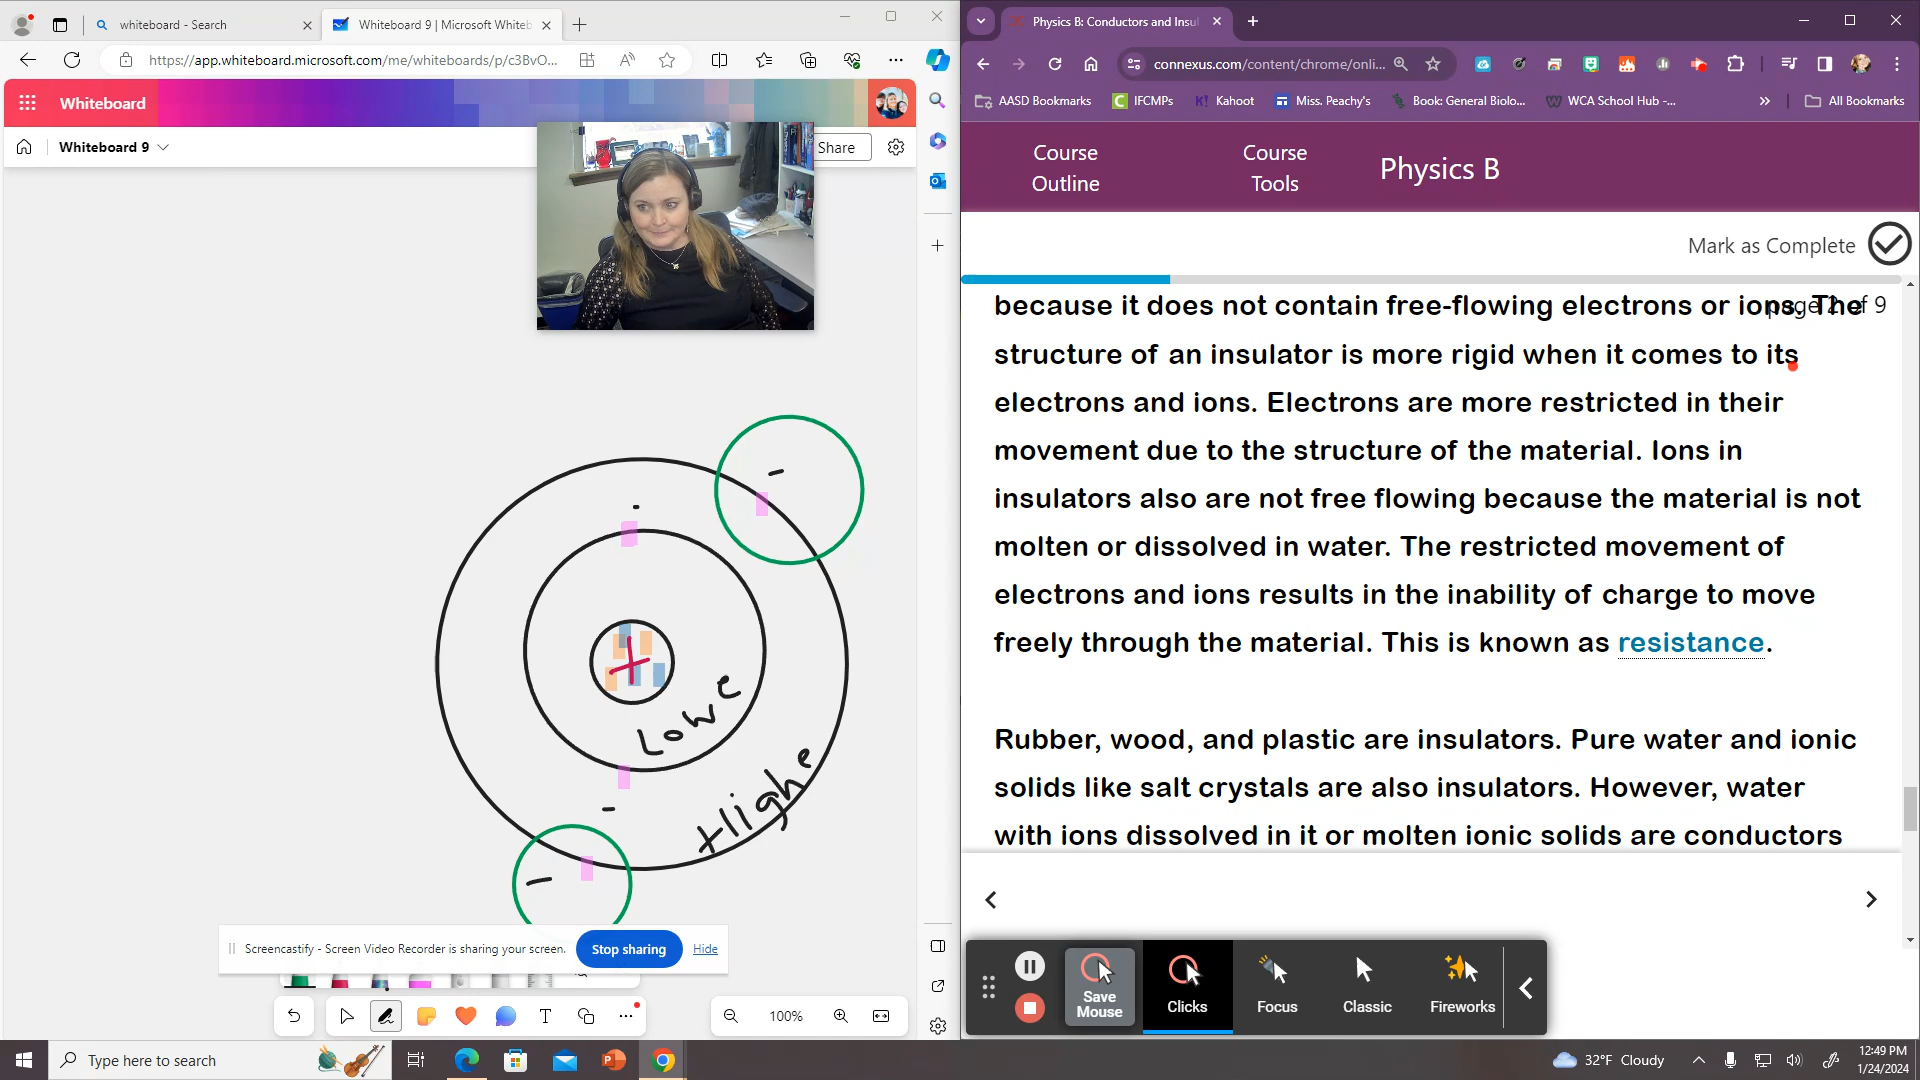 whiteboard - Search
Whiteboard 9 | Microsoft Whiteb
https://app.whiteboard.microsoft.com/me/whiteboards/p/c3BvO...
Whiteboard
Whiteboard 9
Share
Low e
High e
Screencastify - Screen Video Recorder is sharing your screen.
Stop sharing
Hide
100%
Physics B: Conductors and Insul
connexus.com/content/chrome/onli...
AASD Bookmarks
IFCMPs
Kahoot
Miss. Peachy's
Book: General Biolo...
WCA School Hub -...
All Bookmarks
Course
Outline
Course
Tools
Physics B
Mark as Complete
page 2 of 9
because it does not contain free-flowing electrons or ions. The
structure of an insulator is more rigid when it comes to its
electrons and ions. Electrons are more restricted in their
movement due to the structure of the material. Ions in
insulators also are not free flowing because the material is not
molten or dissolved in water. The restricted movement of
electrons and ions results in the inability of charge to move
freely through the material. This is known as resistance.
Rubber, wood, and plastic are insulators. Pure water and ionic
solids like salt crystals are also insulators. However, water
with ions dissolved in it or molten ionic solids are conductors
Save
Mouse
Clicks
Focus
Classic
Fireworks
Type here to search
32°F Cloudy
12:49 PM
1/24/2024